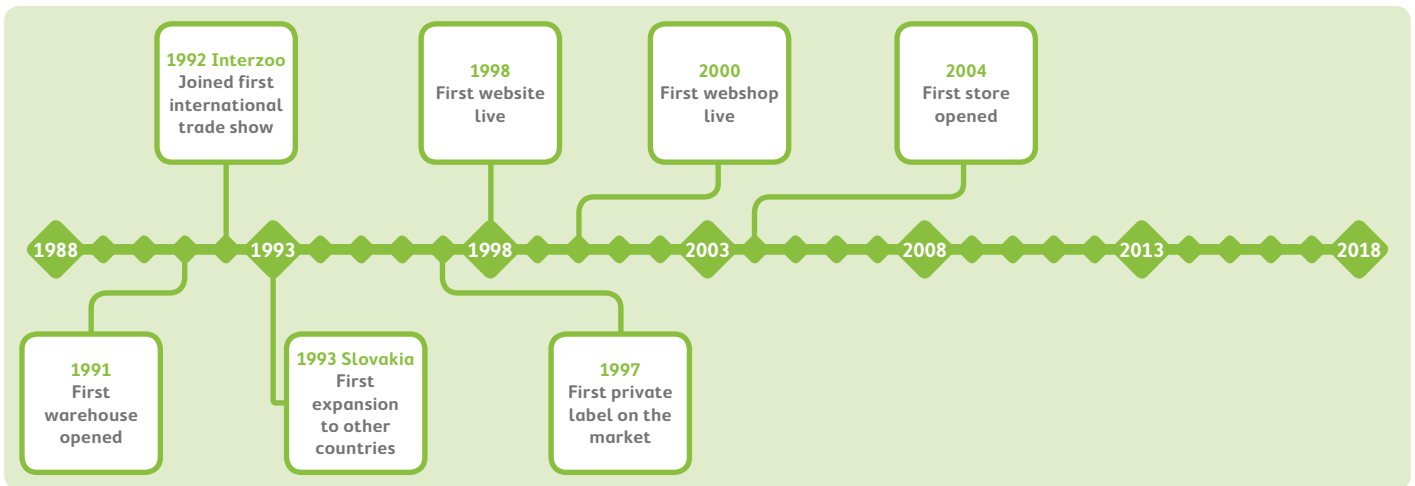 1992 Interzoo
Joined first
international
trade show
1998
First website
live
2000
First webshop
live
2004
First store
opened
1988
1993
1998
2003
2008
2013
2018
1991
First
warehouse
opened
1993 Slovakia
First
expansion
to other
countries
1997
First private
label on the
market